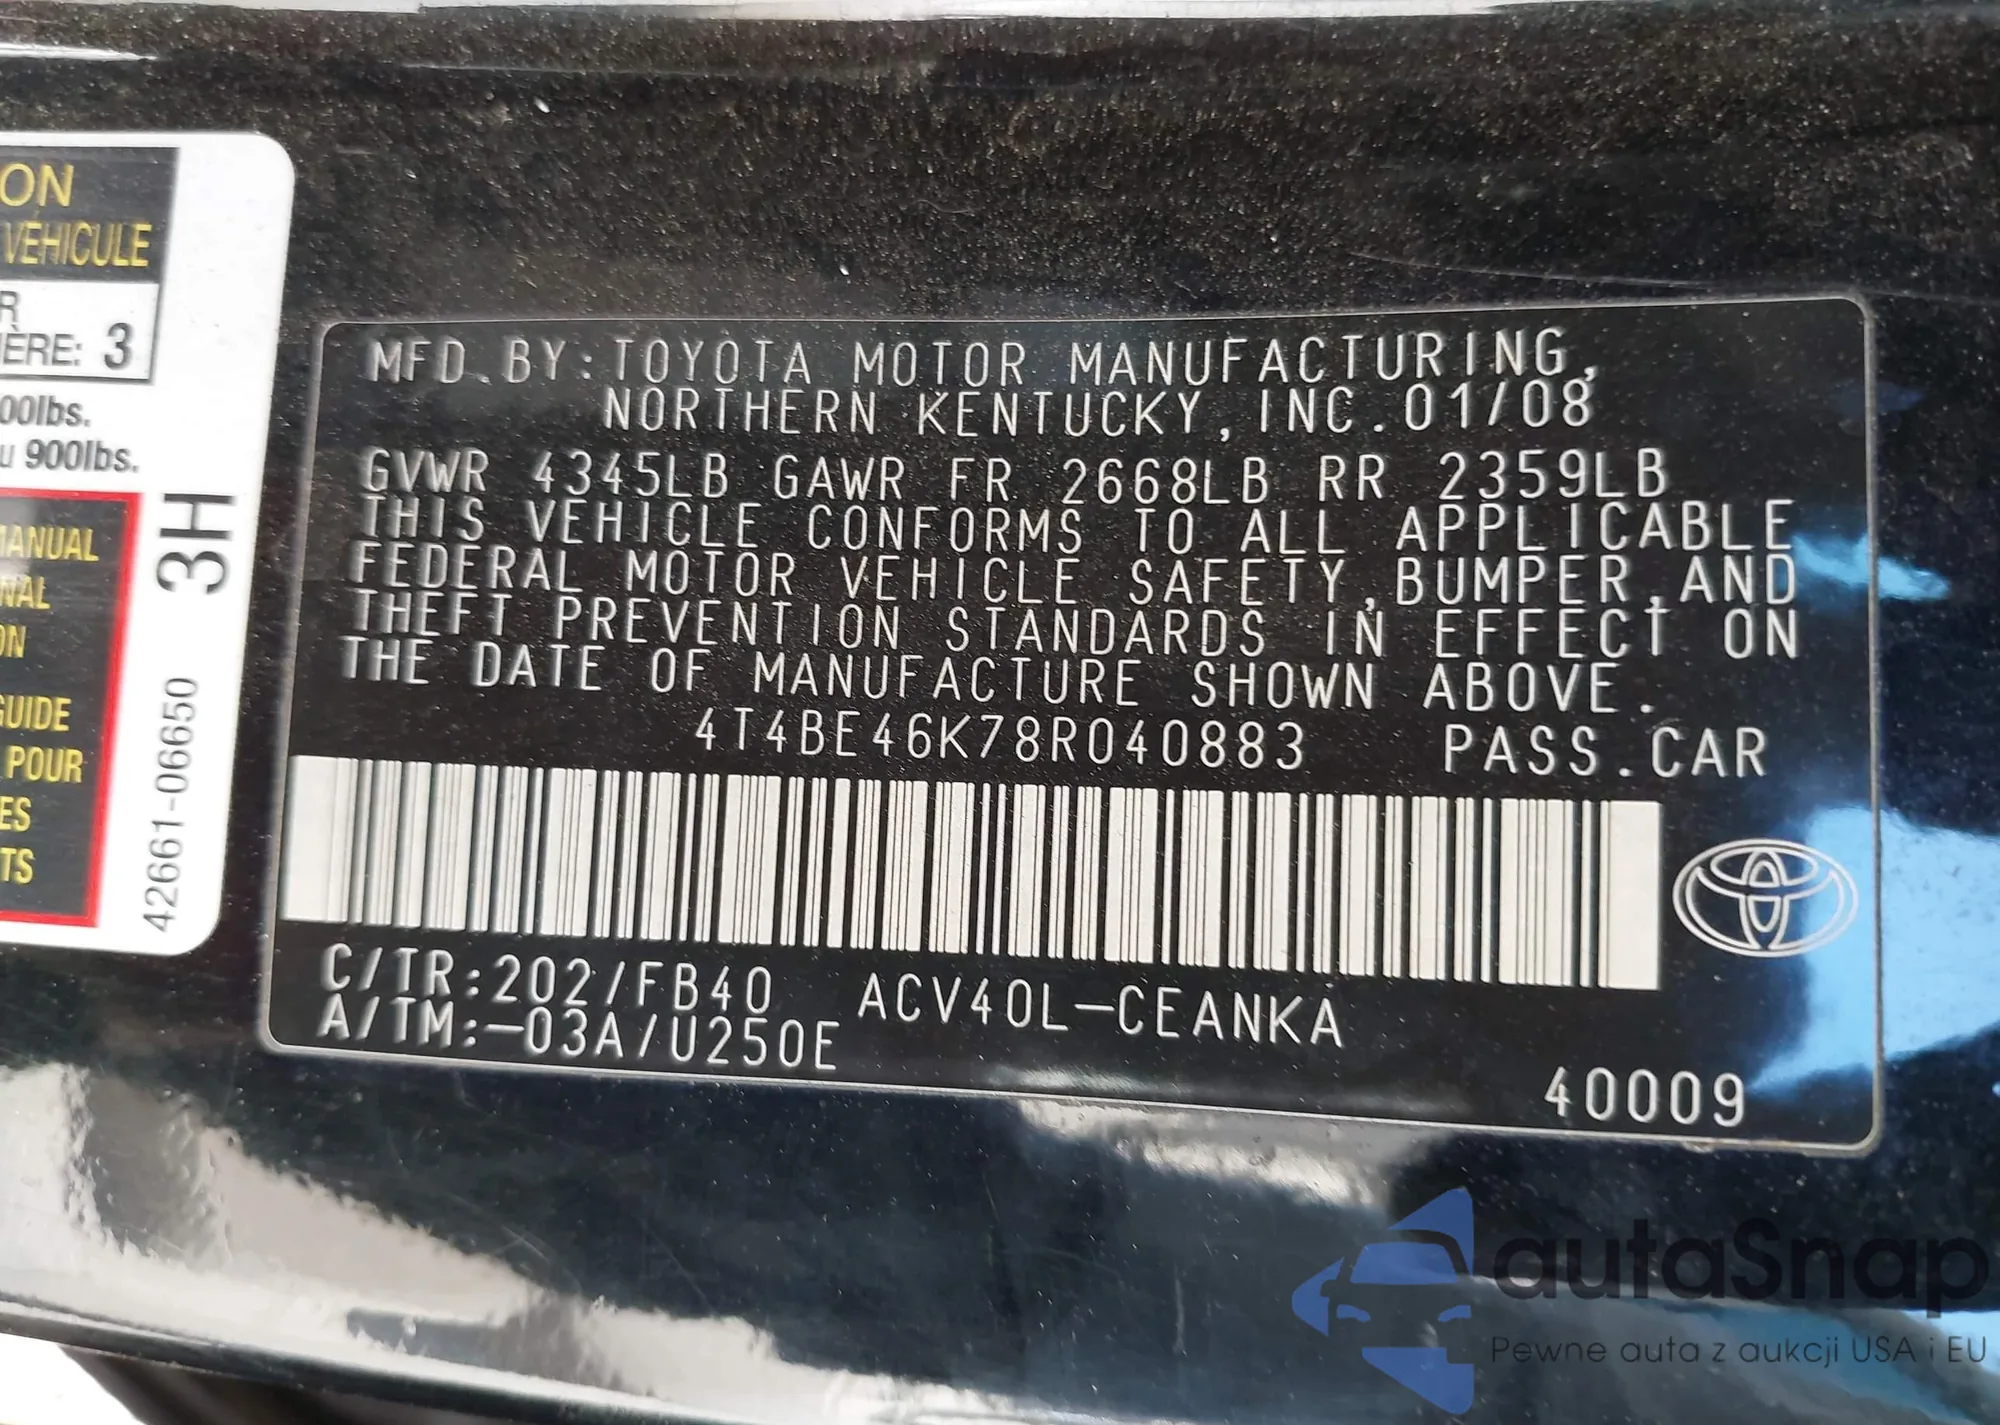 ON
VÉHICULE
R
IÈRE: 3
00lbs.
u 900lbs.
MANUAL
NAL
ON
GUIDE
POUR
ES
TS
3H
42661-06650
MFD.BY:TOYOTA MOTOR MANUFACTURING,
NORTHERN KENTUCKY, INC.01/08
GVWR 4345LB GAWR FR 2668LB RR 2359LB
THIS VEHICLE CONFORMS TO ALL APPLICABLE
FEDERAL MOTOR VEHICLE SAFETY,BUMPER,AND
THEFT PREVENTION STANDARDS IN EFFECT ON
THE DATE OF MANUFACTURE SHOWN ABOVE.
4T4BE46K78R040883 PASS.CAR
C/TR:202/FB40 ACV40L-CEANKA
A/TM:-03A/U250E
40009
autaSnap
Pewne auta z aukcji USA i EU